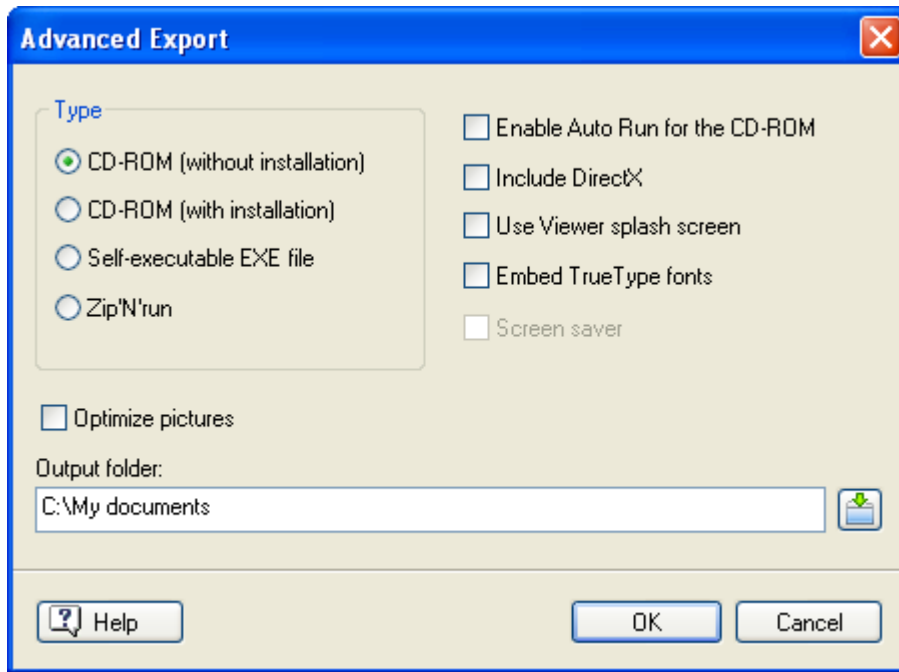 Advanced Export
Type
CD-ROM (without installation)
CD-ROM (with installation)
Self-executable EXE file
Zip'N'run
Enable Auto Run for the CD-ROM
Include DirectX
Use Viewer splash screen
Embed TrueType fonts
Screen saver
Optimize pictures
Output folder:
C:\My documents
Help
OK
Cancel